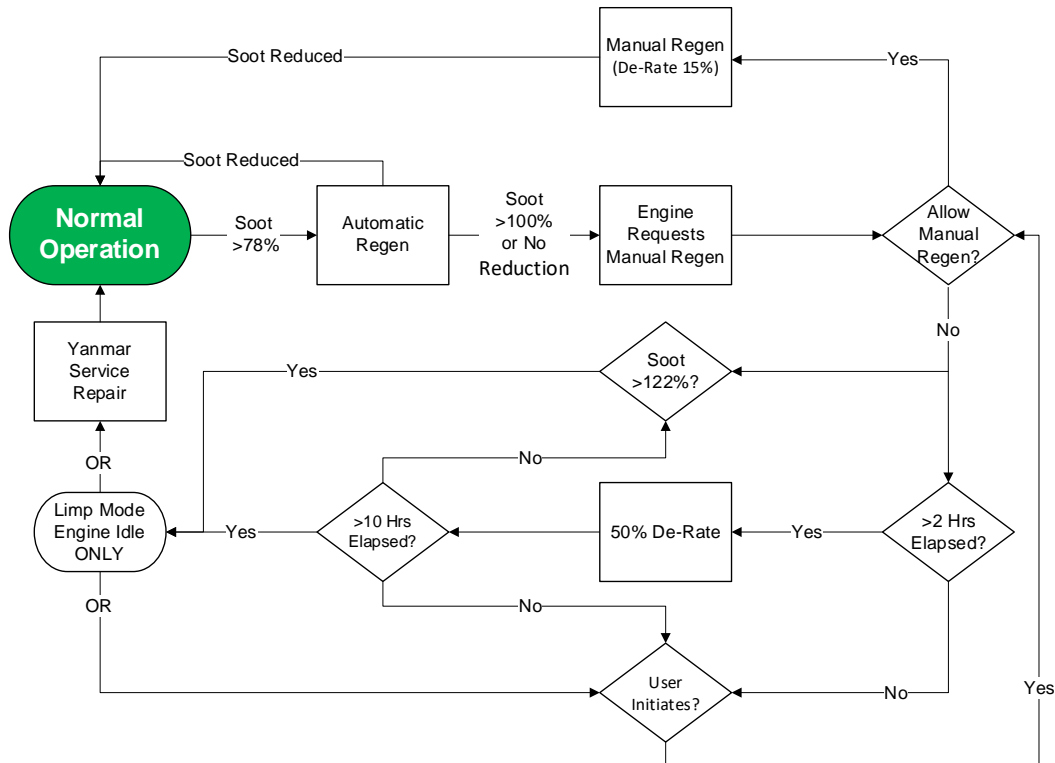 Manual Regen
(De-Rate 15%)
Soot Reduced
Yes
Soot Reduced
Normal
Operation
Soot
>78%
Automatic
Regen
Soot
>100%
or No
Reduction
Engine
Requests
Manual Regen
Allow
Manual
Regen?
No
Yanmar
Service
Repair
Yes
Soot
>122%?
OR
No
Limp Mode
Engine Idle
ONLY
Yes
>10 Hrs
Elapsed?
50% De-Rate
Yes
>2 Hrs
Elapsed?
OR
No
User
Initiates?
No
Yes